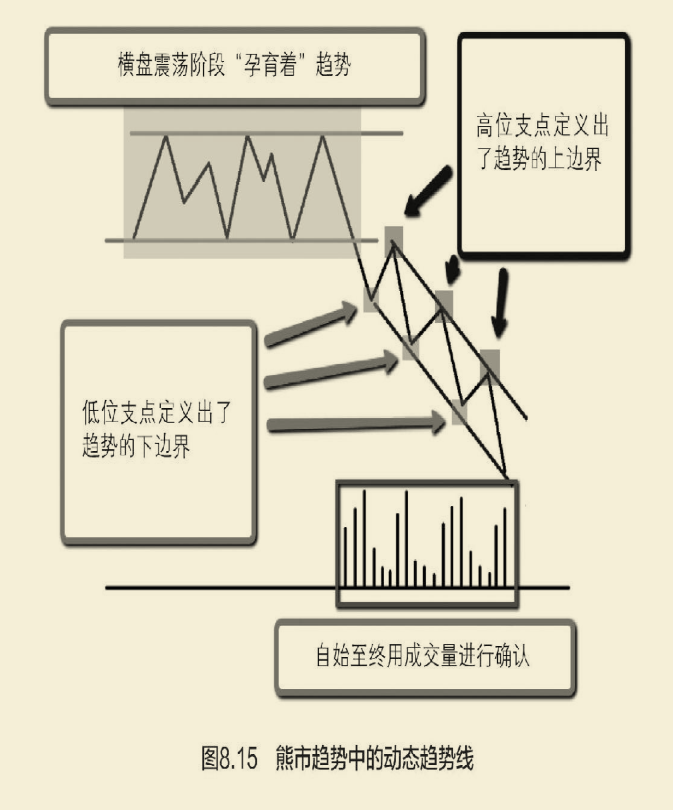 横盘震荡阶段“孕育着”趋势
高位支点定义出
了趋势的上边界
低位支点定义出了
趋势的下边界
自始至终用成交量进行确认
图8.15 熊市趋势中的动态趋势线